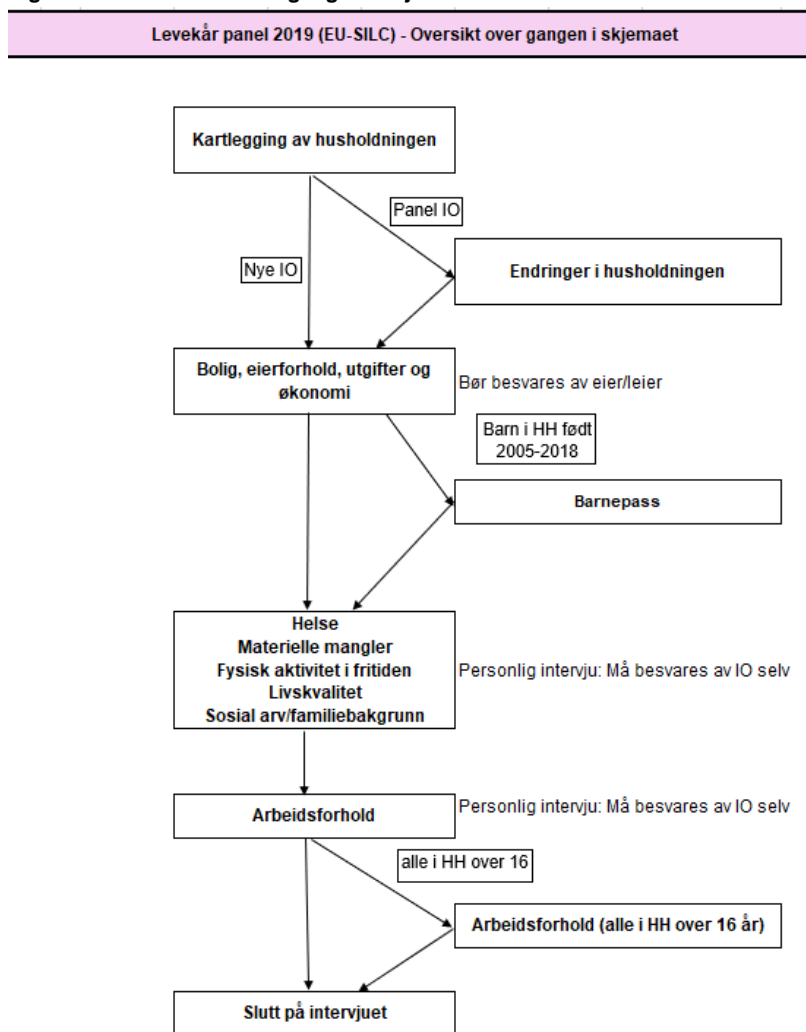 Levekår panel 2019 (EU-SILC) - Oversikt over gangen i skjemaet
Kartlegging av husholdningen
Panel IO
Nye IO
Endringer i husholdningen
Bolig, eierforhold, utgifter og
økonomi
Bør besvares av eier/leier
Barn i HH født
2005-2018
Barnepass
Helse
Materielle mangler
Fysisk aktivitet i fritiden
Livskvalitet
Sosial arv/familiebakgrunn
Personlig intervju: Må besvares av IO selv
Arbeidsforhold
Personlig intervju: Må besvares av IO selv
alle i HH over 16
Arbeidsforhold (alle i HH over 16 år)
Slutt på intervjuet